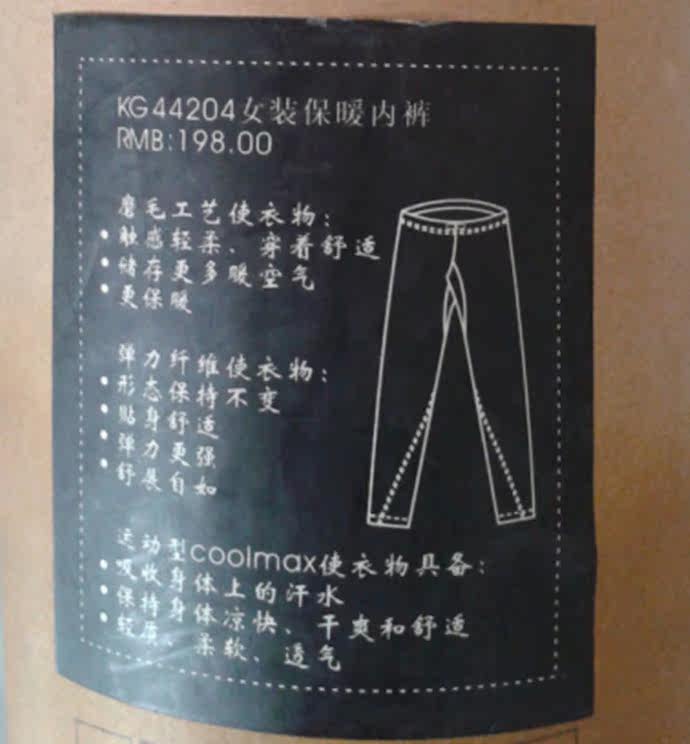 KG44204女装保暖内裤
RMB:198.00
磨毛工艺使衣物:
• 触感轻柔、穿着舒适
• 储存更多暖空气
• 更保暖
弹力纤维使衣物:
• 形态保持不变
• 贴身舒适
• 弹力更强
• 舒展自如
运动型coolmax使衣物具备:
• 吸收身体上的汗水
• 保持身体凉快、干爽和舒适
• 轻质、柔软、透气